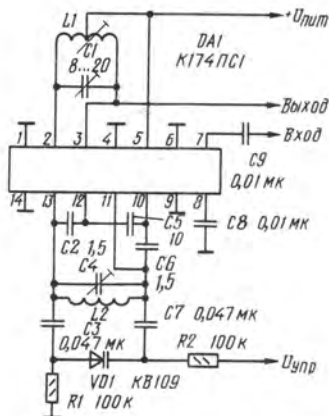 L1
C1
8...20
DA1
К174ПС1
+Uпит
Выход
Вход
1 2 3 4 5 6 7
C9
0,01 мк
14 13 12 11 10 9 8
C2 1,5
C5
10
C8 0,01 мк
C4
C6
1,5
L2
C3
0,047 мк
C7 0,047 мк
R2 100к
Uупр
VD1 КВ109
R1 100к